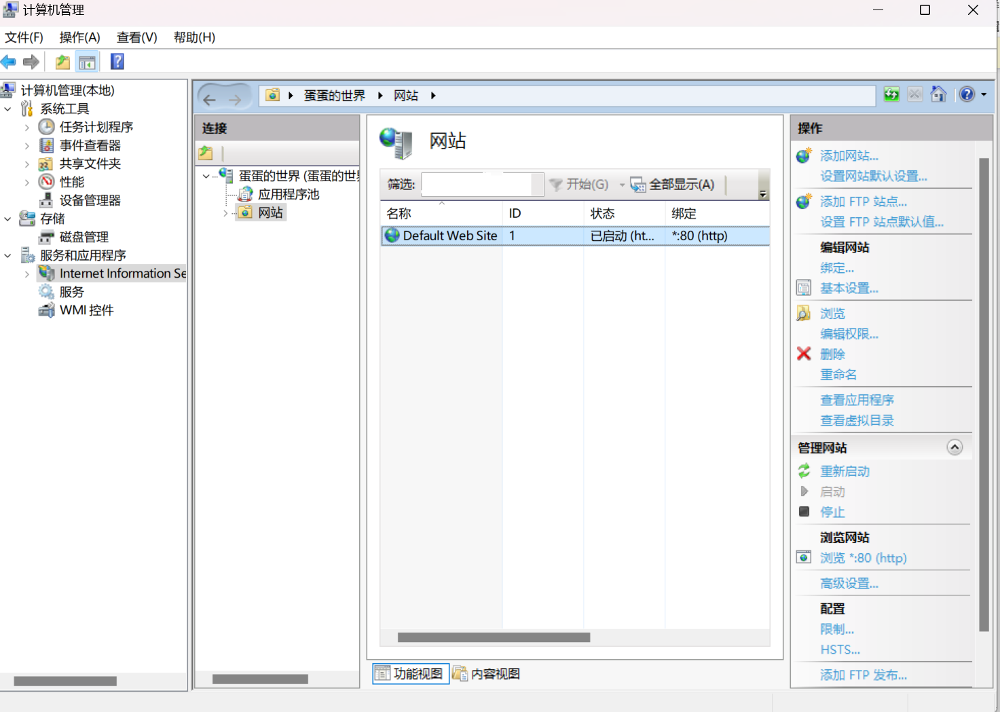 计算机管理
文件(F) 操作(A) 查看(V) 帮助(H)
计算机管理(本地)
系统工具
任务计划程序
事件查看器
共享文件夹
性能
设备管理器
存储
磁盘管理
服务和应用程序
Internet Information Se
服务
WMI 控件
蛋蛋的世界 网站
连接
蛋蛋的世界 (蛋蛋的世
应用程序池
网站
网站
筛选: 开始(G) 全部显示(A)
名称 ID 状态 绑定
Default Web Site 1 已启动 (ht... *:80 (http)
功能视图 内容视图
操作
添加网站...
设置网站默认设置...
添加 FTP 站点...
设置 FTP 站点默认值...
编辑网站
绑定...
基本设置...
浏览
编辑权限...
删除
重命名
查看应用程序
查看虚拟目录
管理网站
重新启动
启动
停止
浏览网站
浏览 *:80 (http)
高级设置...
配置
限制...
HSTS...
添加 FTP 发布...